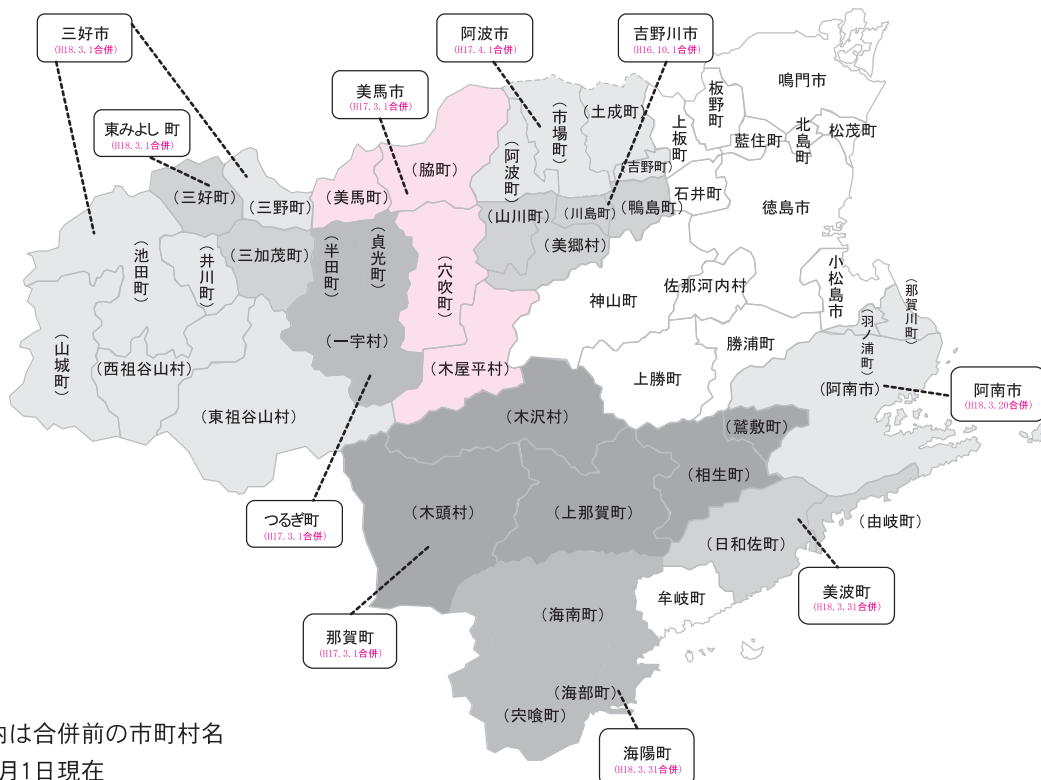 三好市
(H18.3.1合併)
阿波市
(H17.4.1合併)
吉野川市
(H16.10.1合併)
美馬市
(H17.3.1合併)
東みよし 町
(H18.3.1合併)
鳴門市
板野町
(土成町)
(市場町)
上板町
北島町
松茂町
藍住町
(脇町)
(阿波町)
(吉野町)
石井町
(三好町)
(三野町)
(美馬町)
(山川町)
(川島町)
(鴨島町)
徳島市
(美郷村)
(池田町)
(井川町)
(三加茂町)
(半田町)
(貞光町)
(穴吹町)
神山町
佐那河内村
小松島市
(那賀川町)
(羽ノ浦町)
(山城町)
(西祖谷山村)
(一宇村)
(木屋平村)
上勝町
勝浦町
(阿南市)
阿南市
(H18.3.20合併)
(東祖谷山村)
(木沢村)
(鷲敷町)
(相生町)
つるぎ町
(H17.3.1合併)
(木頭村)
(上那賀町)
(由岐町)
(日和佐町)
美波町
(H18.3.31合併)
牟岐町
那賀町
(H17.3.1合併)
(海南町)
(海部町)
(宍喰町)
海陽町
(H18.3.31合併)
内は合併前の市町村名
月1日現在